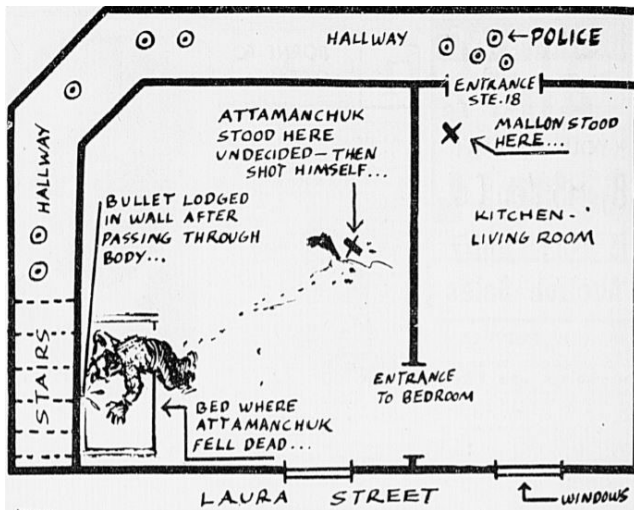 HALLWAY
POLICE
ENTRANCE
STE. 18
ATTAMANCHUK
STOOD HERE
UNDECIDED — THEN
SHOT HIMSELF...
MALLON STOOD
HERE...
HALLWAY
BULLET LODGED
IN WALL AFTER
PASSING THROUGH
BODY...
KITCHEN -
LIVING ROOM
STAIRS
ENTRANCE
TO BEDROOM
BED WHERE
ATTAMANCHUK
FELL DEAD...
LAURA STREET
WINDOWS